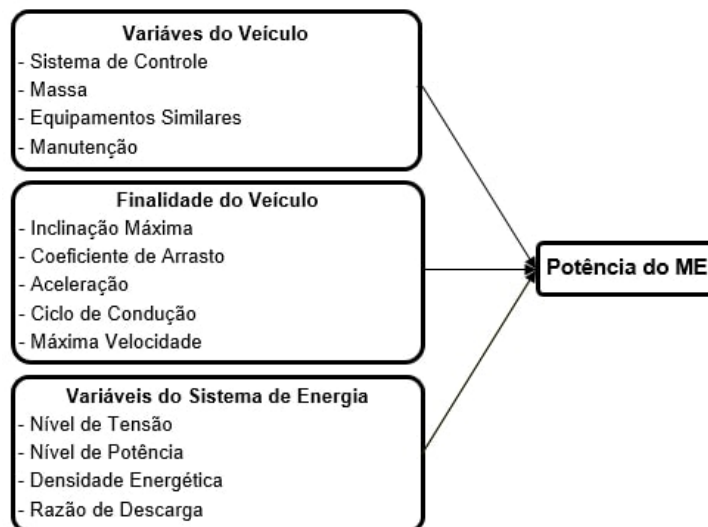 Variáves do Veículo
- Sistema de Controle
- Massa
- Equipamentos Similares
- Manutenção
Finalidade do Veículo
- Inclinação Máxima
- Coeficiente de Arrasto
- Aceleração
- Ciclo de Condução
- Máxima Velocidade
Potência do ME
Variáveis do Sistema de Energia
- Nível de Tensão
- Nível de Potência
- Densidade Energética
- Razão de Descarga